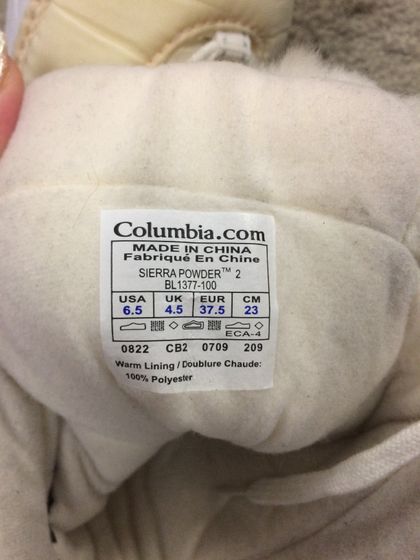 Columbia.com
MADE IN CHINA
Fabriqué En Chine
SIERRA POWDER™ 2
BL1377-100
USA UK EUR CM
6.5 4.5 37.5 23
ECA-4
0822 CB2 0709 209
Warm Lining / Doublure Chaude:
100% Polyester